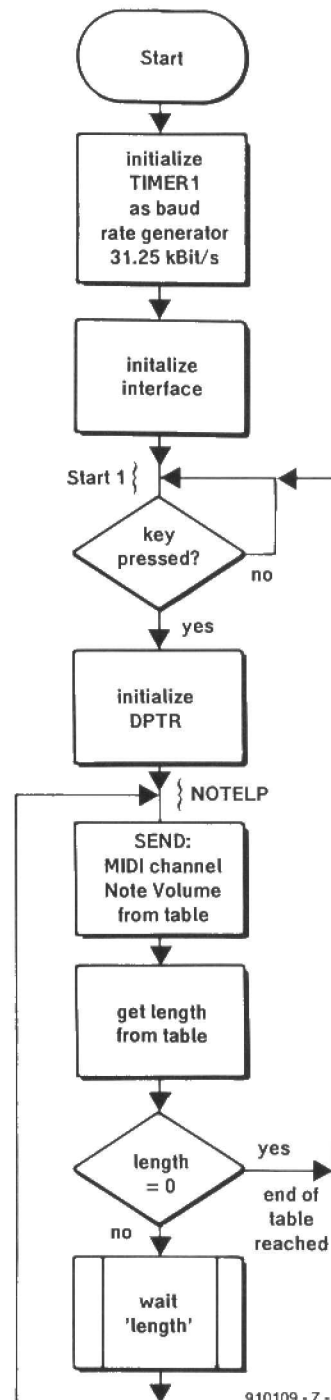 Start
initialize
TIMER1
as baud
rate generator
31.25 kBit/s
initalize
interface
Start 1
key
pressed?
no
yes
initialize
DPTR
NOTELP
SEND:
MIDI channel
Note Volume
from table
get length
from table
length
= 0
yes
end of
table
reached
no
wait
'length'
910109 - 7 -